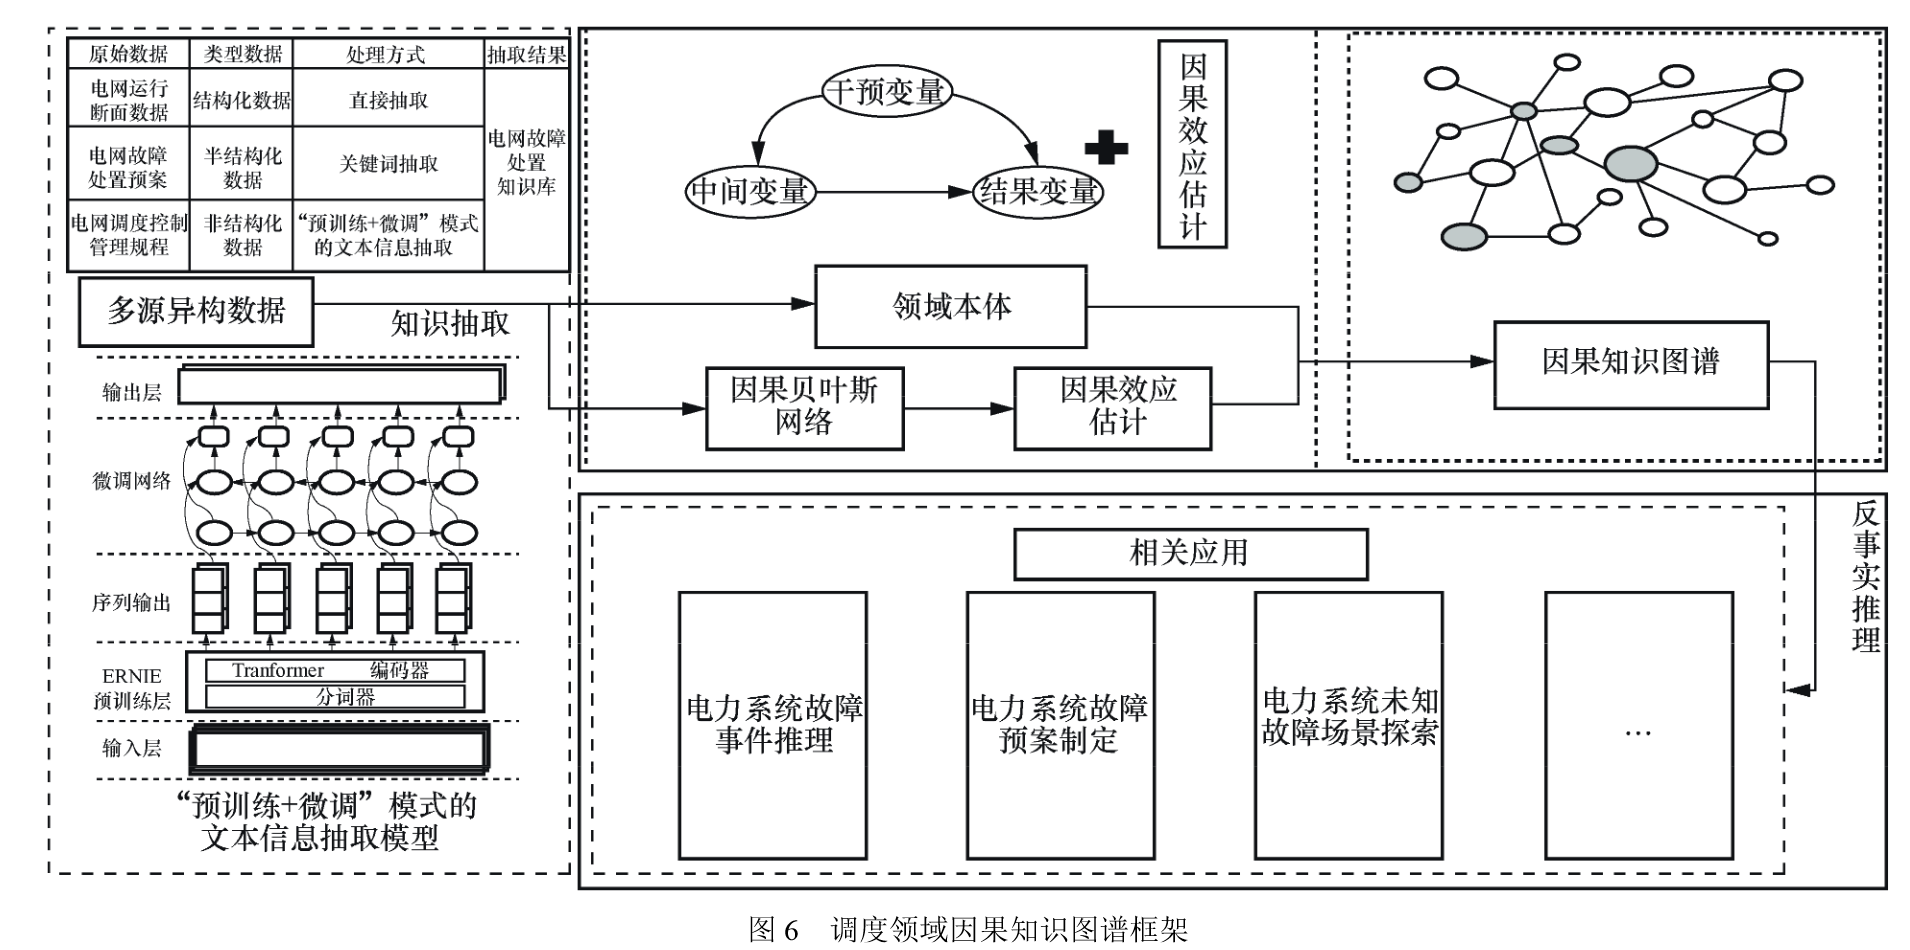 原始数据 类型数据 处理方式 抽取结果
电网运行
断面数据
结构化数据
直接抽取
电网故障
处置预案
半结构化
数据
关键词抽取
电网调度控制
管理规程
非结构化
数据
“预训练+微调”模式
的文本信息抽取
电网故障
处置
知识库
多源异构数据
知识抽取
输出层
微调网络
序列输出
ERNIE
预训练层
Tranformer 编码器
分词器
输入层
“预训练+微调”模式的
文本信息抽取模型
干预变量
中间变量
结果变量
因
果
效
应
估
计
领域本体
因果贝叶斯
网络
因果效应
估计
因果知识图谱
反
事
实
推
理
相关应用
电力系统故障
事件推理
电力系统故障
预案制定
电力系统未知
故障场景探索
…
图 6 调度领域因果知识图谱框架